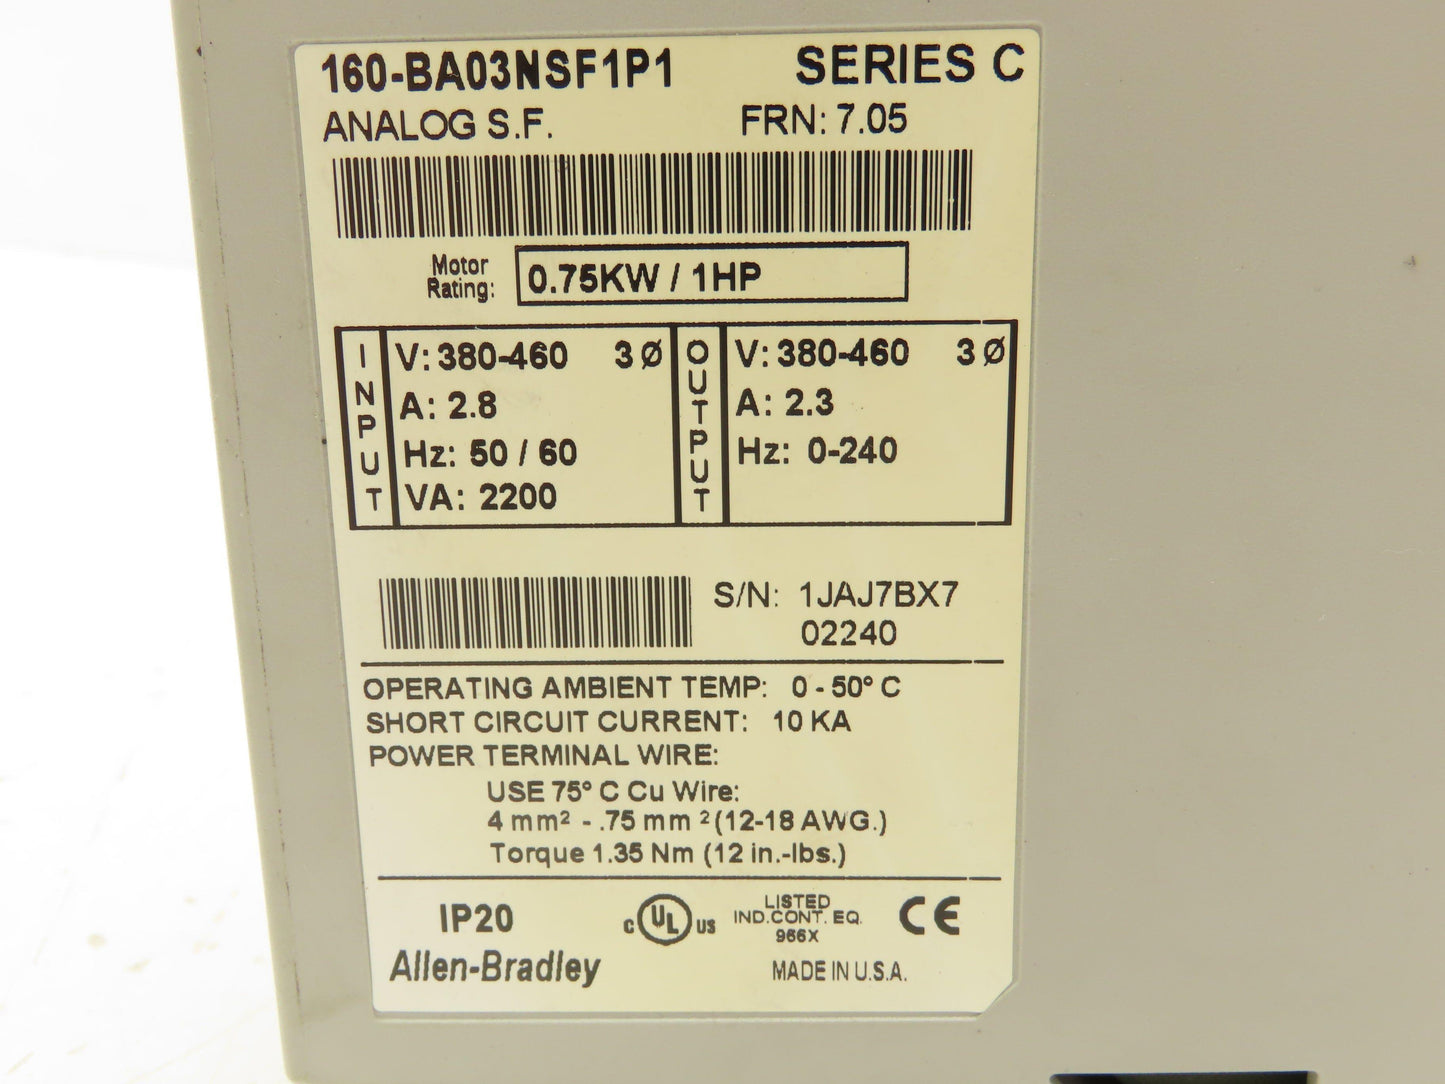 160-BA03NSF1P1 SERIES C
ANALOG S.F. FRN: 7.05
Motor Rating: 0.75KW / 1HP
INPUT
V: 380-460 3 Ø
A: 2.8
Hz: 50 / 60
VA: 2200
OUTPUT
V: 380-460 3 Ø
A: 2.3
Hz: 0-240
S/N: 1JAJ7BX7
02240
OPERATING AMBIENT TEMP: 0 - 50° C
SHORT CIRCUIT CURRENT: 10 KA
POWER TERMINAL WIRE:
USE 75° C Cu Wire:
4 mm² - .75 mm ² (12-18 AWG.)
Torque 1.35 Nm (12 in.-lbs.)
IP20
Allen-Bradley
c UL us
LISTED
IND.CONT. EQ.
966X
CE
MADE IN U.S.A.